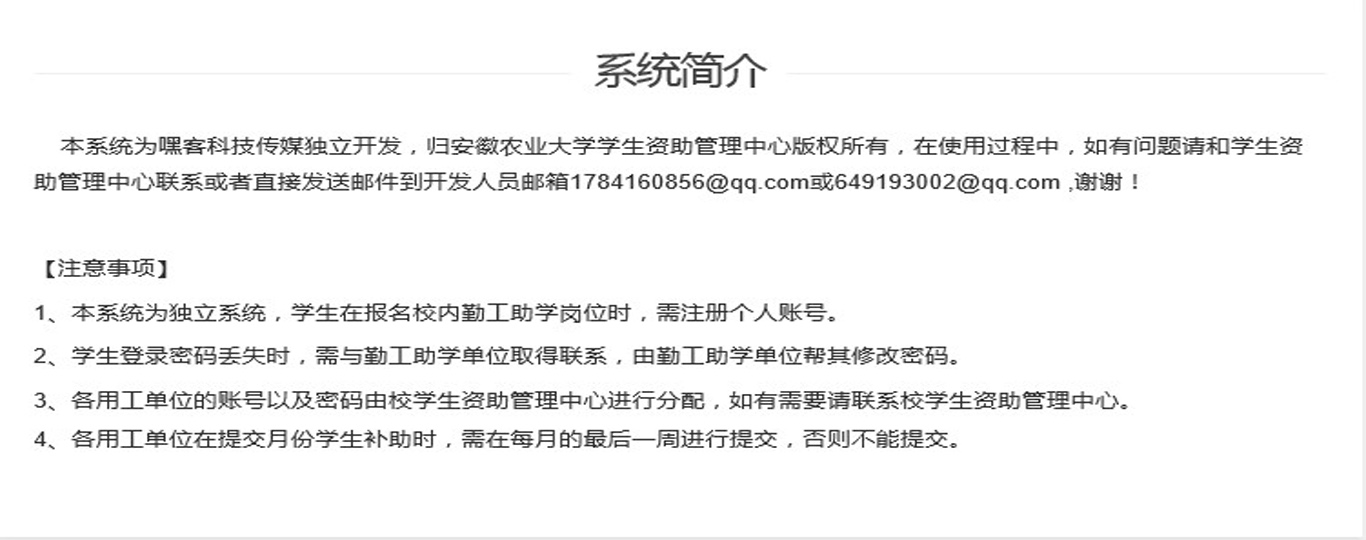 系统简介
本系统为嘿客科技传媒独立开发，归安徽农业大学学生资助管理中心版权所有，在使用过程中，如有问题请和学生资
助管理中心联系或者直接发送邮件到开发人员邮箱1784160856@qq.com或649193002@qq.com ,谢谢！
【注意事项】
1、本系统为独立系统，学生在报名校内勤工助学岗位时，需注册个人账号。
2、学生登录密码丢失时，需与勤工助学单位取得联系，由勤工助学单位帮其修改密码。
3、各用工单位的账号以及密码由校学生资助管理中心进行分配，如有需要请联系校学生资助管理中心。
4、各用工单位在提交月份学生补助时，需在每月的最后一周进行提交，否则不能提交。